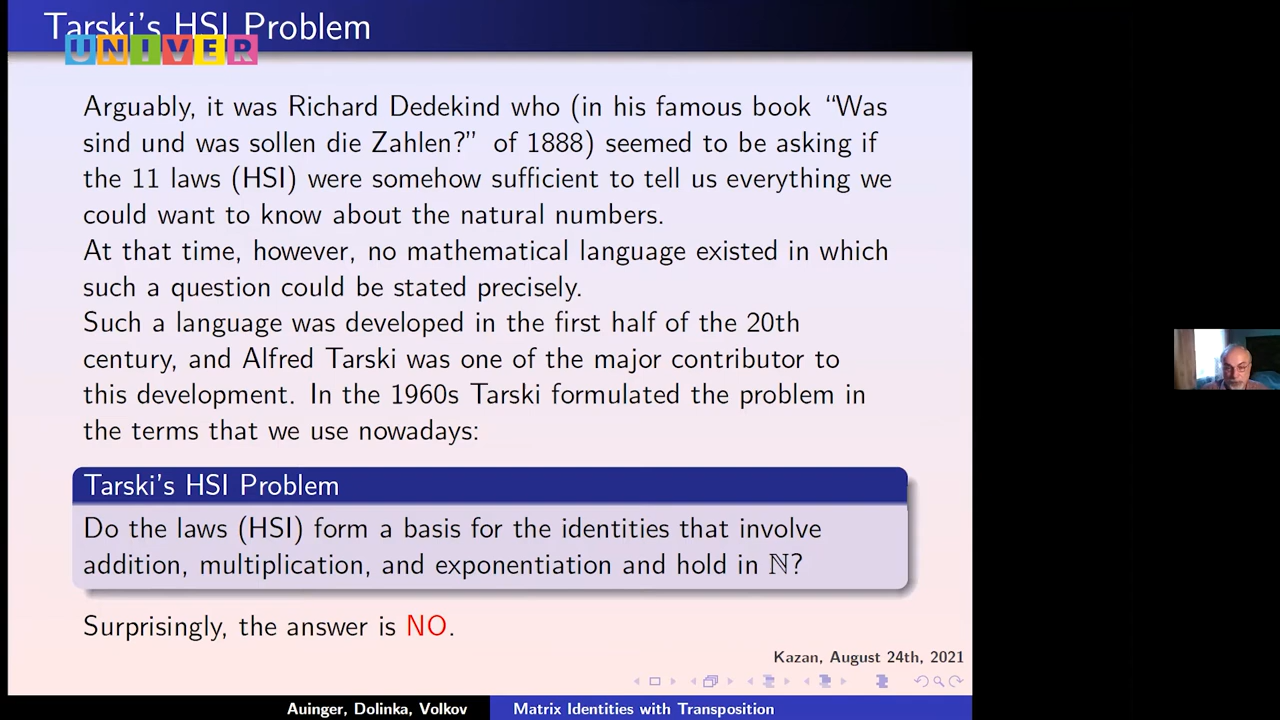 Tarski's HSI Problem
UNIVER
Arguably, it was Richard Dedekind who (in his famous book “Was
sind und was sollen die Zahlen?” of 1888) seemed to be asking if
the 11 laws (HSI) were somehow sufficient to tell us everything we
could want to know about the natural numbers.
At that time, however, no mathematical language existed in which
such a question could be stated precisely.
Such a language was developed in the first half of the 20th
century, and Alfred Tarski was one of the major contributor to
this development. In the 1960s Tarski formulated the problem in
the terms that we use nowadays:
Tarski's HSI Problem
Do the laws (HSI) form a basis for the identities that involve
addition, multiplication, and exponentiation and hold in ℕ?
Surprisingly, the answer is NO.
Kazan, August 24th, 2021
Auinger, Dolinka, Volkov Matrix Identities with Transposition